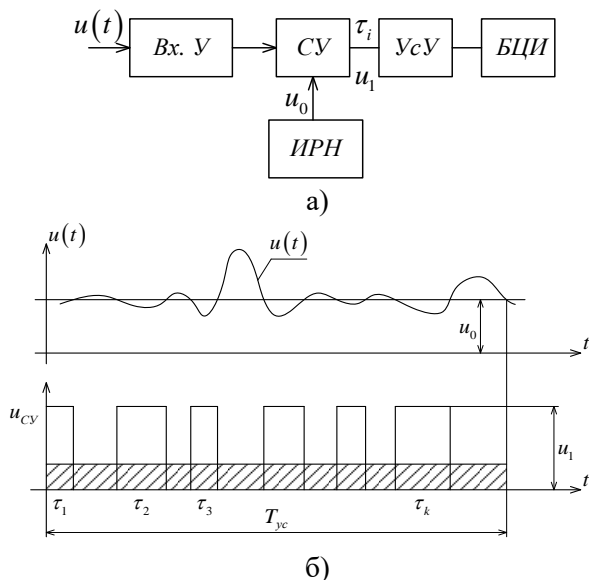 u(t)
Вх. У
СУ
τi
u1
УсУ
БЦИ
u0
ИРН
а)
u(t)
u(t)
u0
t
uСУ
u1
τ1
τ2
τ3
τk
t
Tус
б)